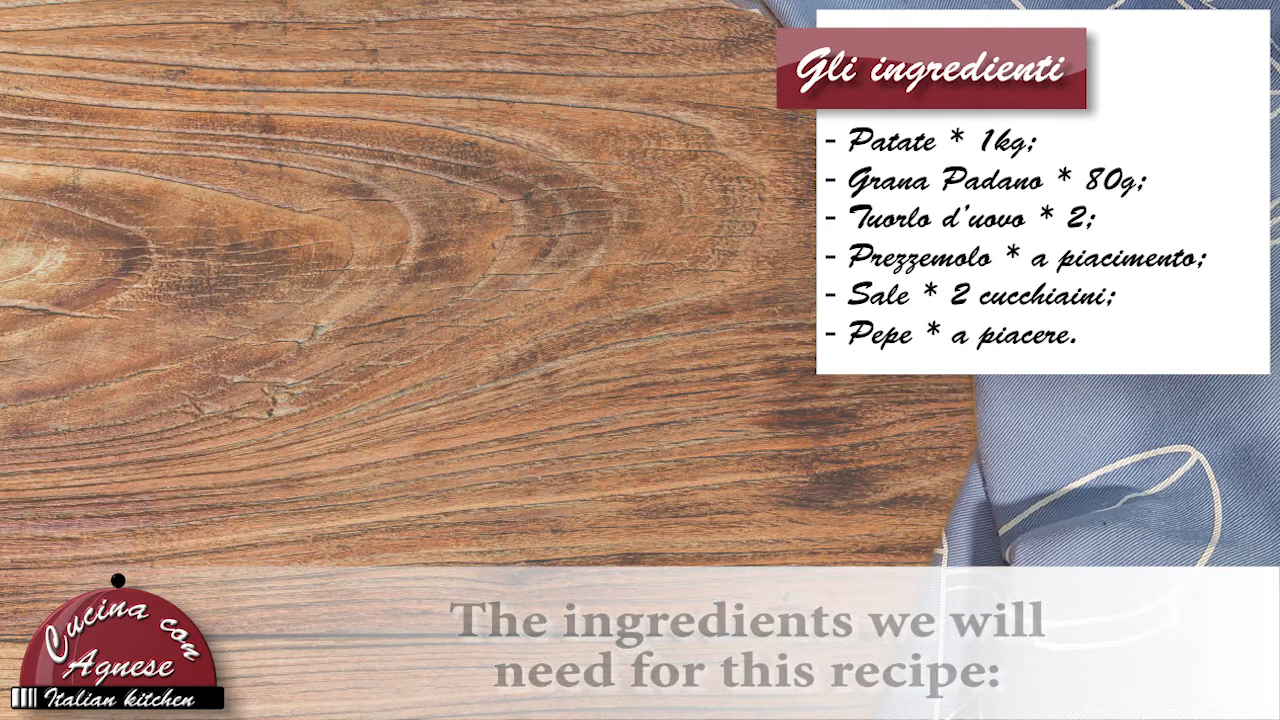 Gli ingredienti
- Patate * 1kg;
- Grana Padano * 80g;
- Tuorlo d'uovo * 2;
- Prezzemolo * a piacimento;
- Sale * 2 cucchiaini;
- Pepe * a piacere.
The ingredients we will
need for this recipe:
Cucina con
Agnese
Italian kitchen